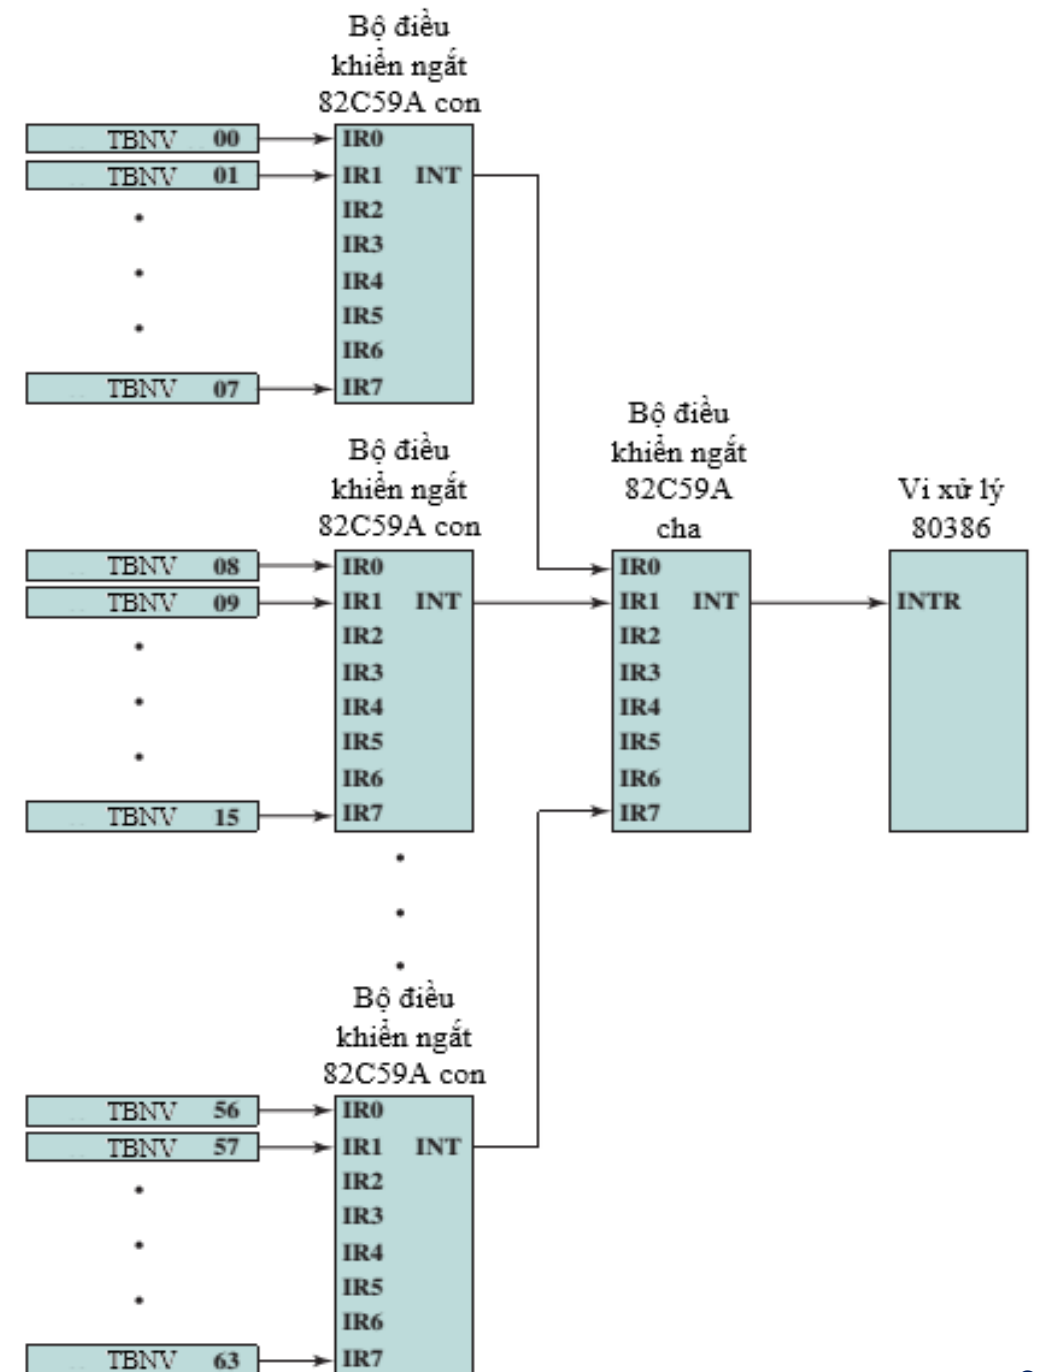 Bộ điều
khiển ngắt
82C59A con
TBNV 00
TBNV 01
TBNV 07
IR0
IR1 INT
IR2
IR3
IR4
IR5
IR6
IR7
Bộ điều
khiển ngắt
82C59A con
TBNV 08
TBNV 09
TBNV 15
IR0
IR1 INT
IR2
IR3
IR4
IR5
IR6
IR7
Bộ điều
khiển ngắt
82C59A
cha
IR0
IR1 INT
IR2
IR3
IR4
IR5
IR6
IR7
Vi xử lý
80386
INTR
Bộ điều
khiển ngắt
82C59A con
TBNV 56
TBNV 57
TBNV 63
IR0
IR1 INT
IR2
IR3
IR4
IR5
IR6
IR7